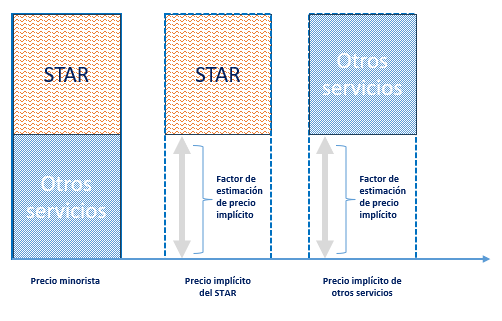 STAR
STAR
Otros
servicios
Otros
servicios
Factor de
estimación
de precio
implícito
Factor de
estimación
de precio
implícito
Precio minorista
Precio implícito
del STAR
Precio implícito de
otros servicios